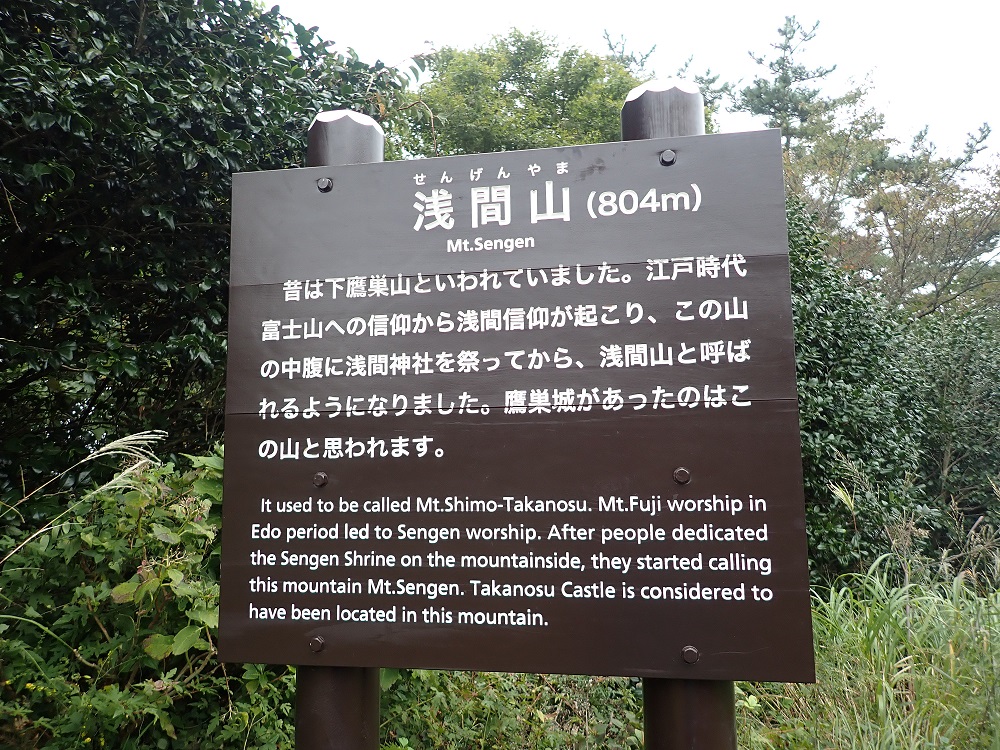 せんげんやま
浅間山(804m)
Mt.Sengen
昔は下鷹巣山といわれていました。江戸時代
富士山への信仰から浅間信仰が起こり、この山
の中腹に浅間神社を祭ってから、浅間山と呼ば
れるようになりました。鷹巣城があったのはこ
の山と思われます。
It used to be called Mt.Shimo-Takanosu. Mt.Fuji worship in
Edo period led to Sengen worship. After people dedicated
the Sengen Shrine on the mountainside, they started calling
this mountain Mt.Sengen. Takanosu Castle is considered to
have been located in this mountain.